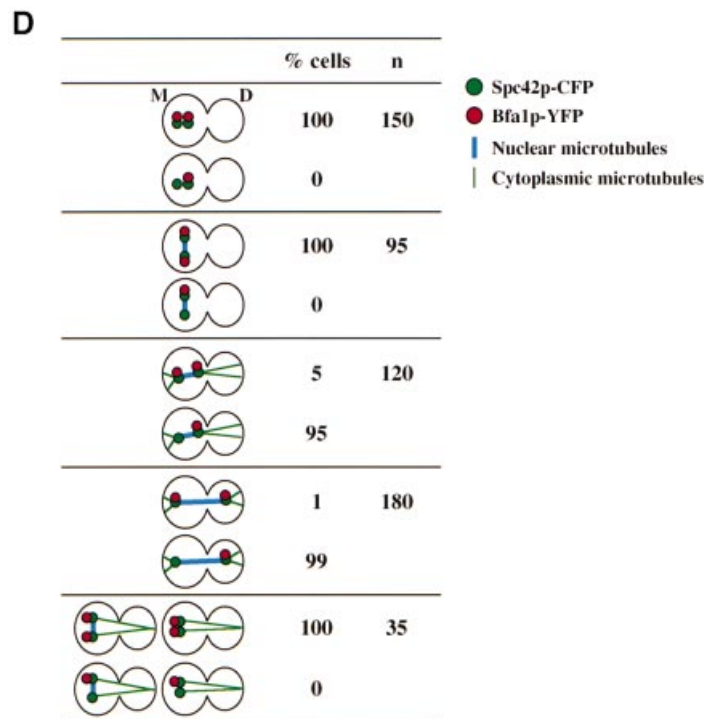 D
% cells n
M D
100 150
0
100 95
0
5 120
95
1 180
99
100 35
0
Spc42p-CFP
Bfa1p-YFP
Nuclear microtubules
Cytoplasmic microtubules